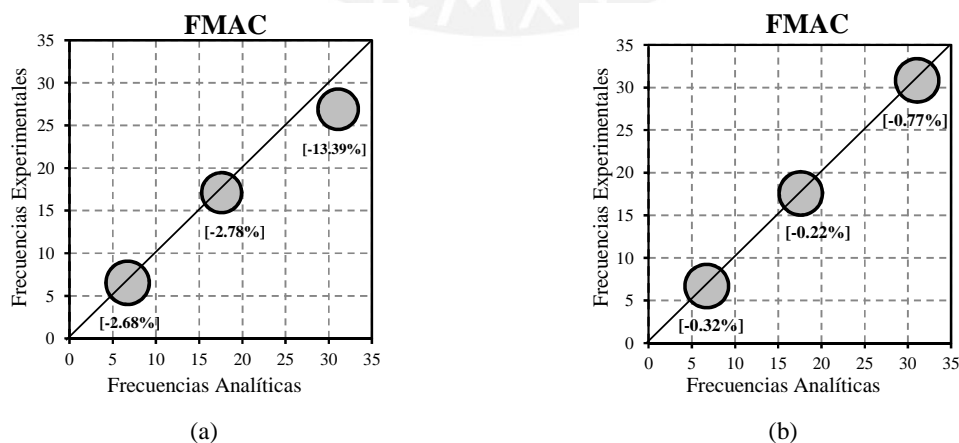 FMAC
35
30
25
20
15
10
5
0
Frecuencias Experimentales
[-13.39%]
[-2.78%]
[-2.68%]
0 5 10 15 20 25 30 35
Frecuencias Analíticas
(a)
FMAC
35
30
25
20
15
10
5
0
Frecuencias Experimentales
[-0.77%]
[-0.22%]
[-0.32%]
0 5 10 15 20 25 30 35
Frecuencias Analíticas
(b)